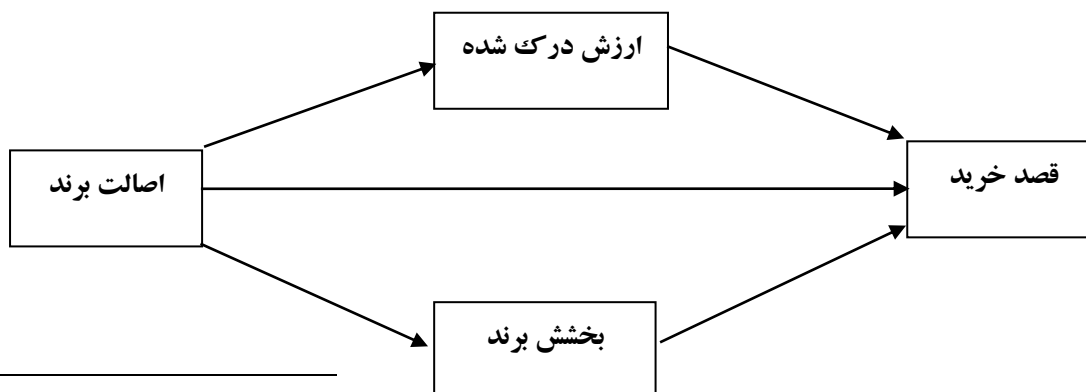 ارزش درک شده
قصد خرید
اصالت برند
بخشش برند